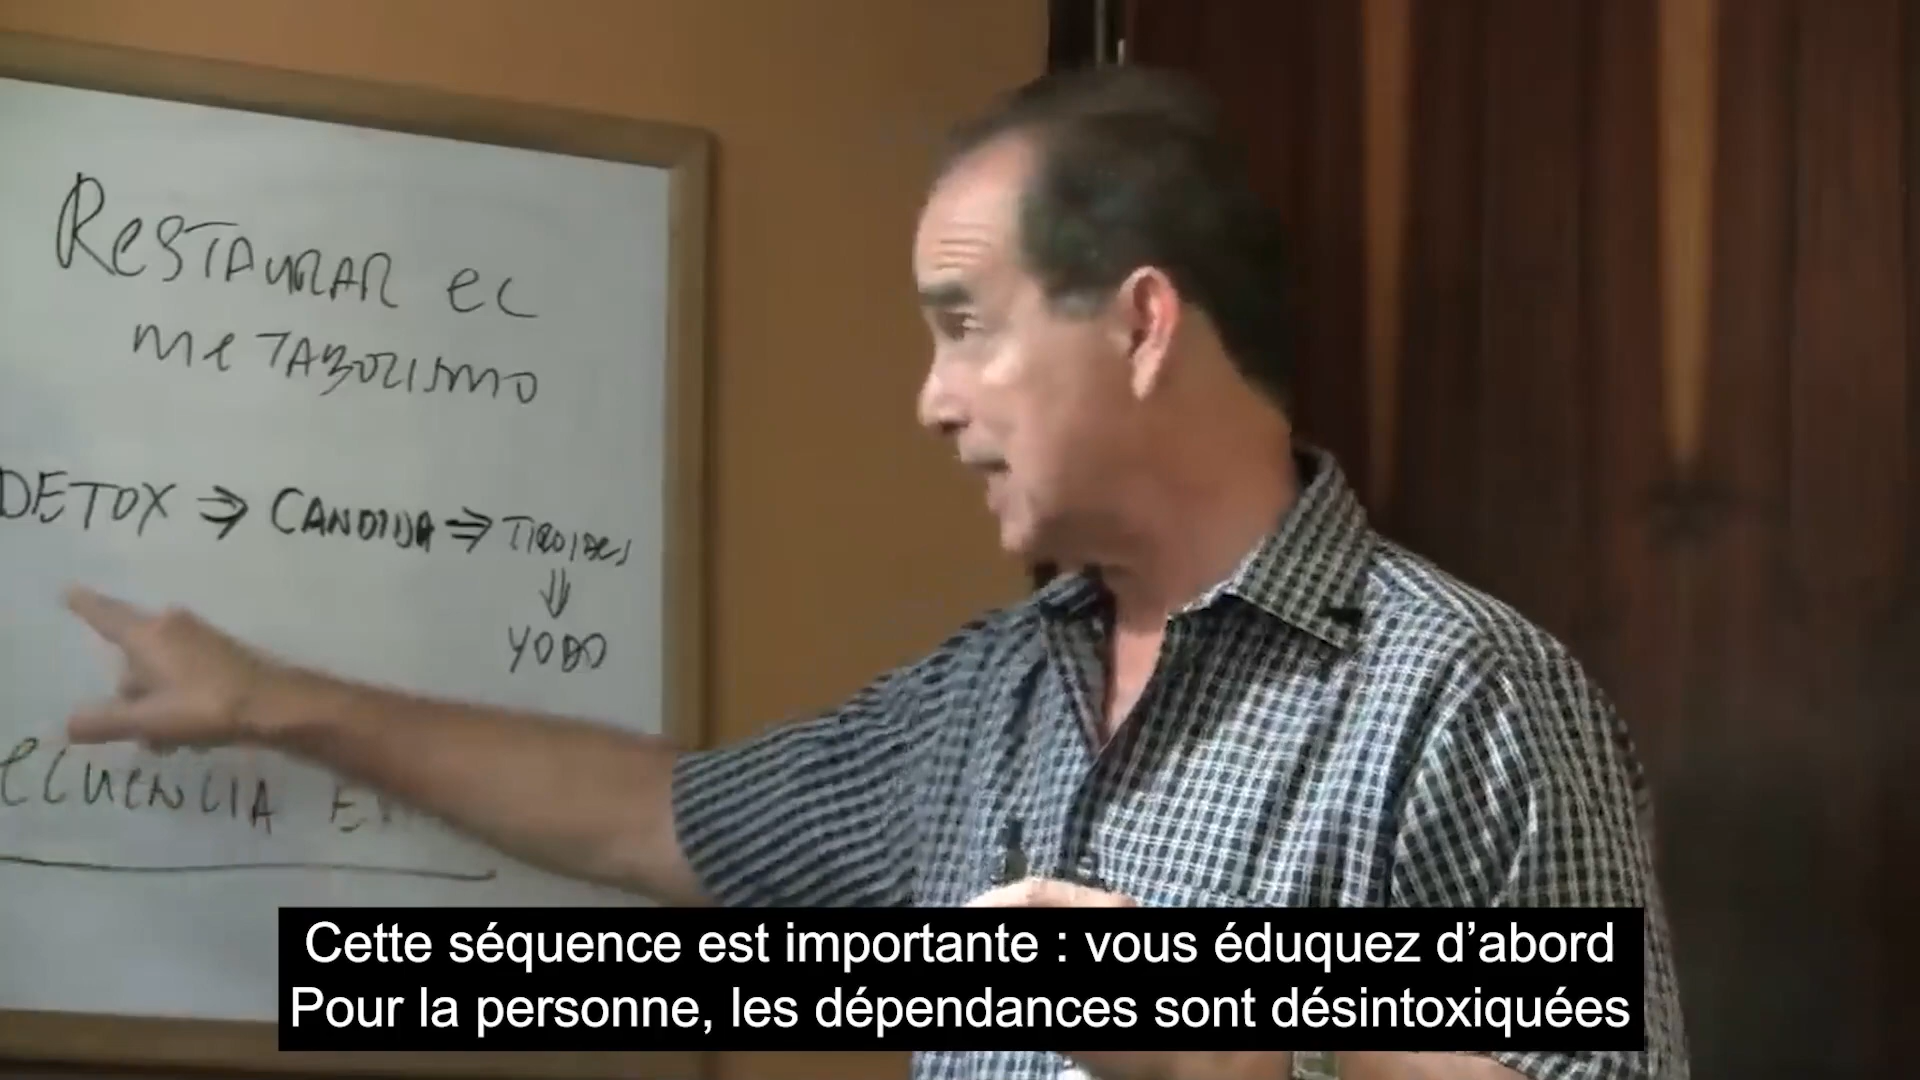 RESTAURAR EL
METABOLISMO
DETOX ⇒ CANDIDA ⇒ TIROIDES
⇓
YODO
ECUENCIA
Cette séquence est importante : vous éduquez d’abord
Pour la personne, les dépendances sont désintoxiquées